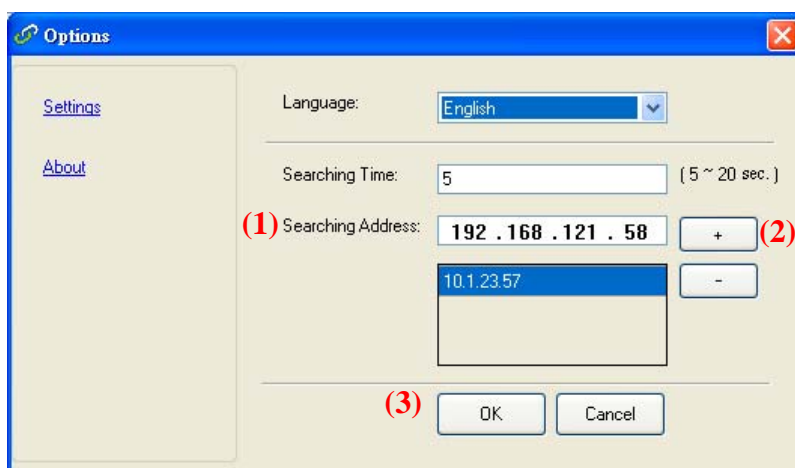 Options
Settings
About
Language: English
Searching Time: 5 ( 5 ~ 20 sec. )
(1) Searching Address: 192 . 168 . 121 . 58 + (2)
10.1.23.57 -
(3) OK Cancel